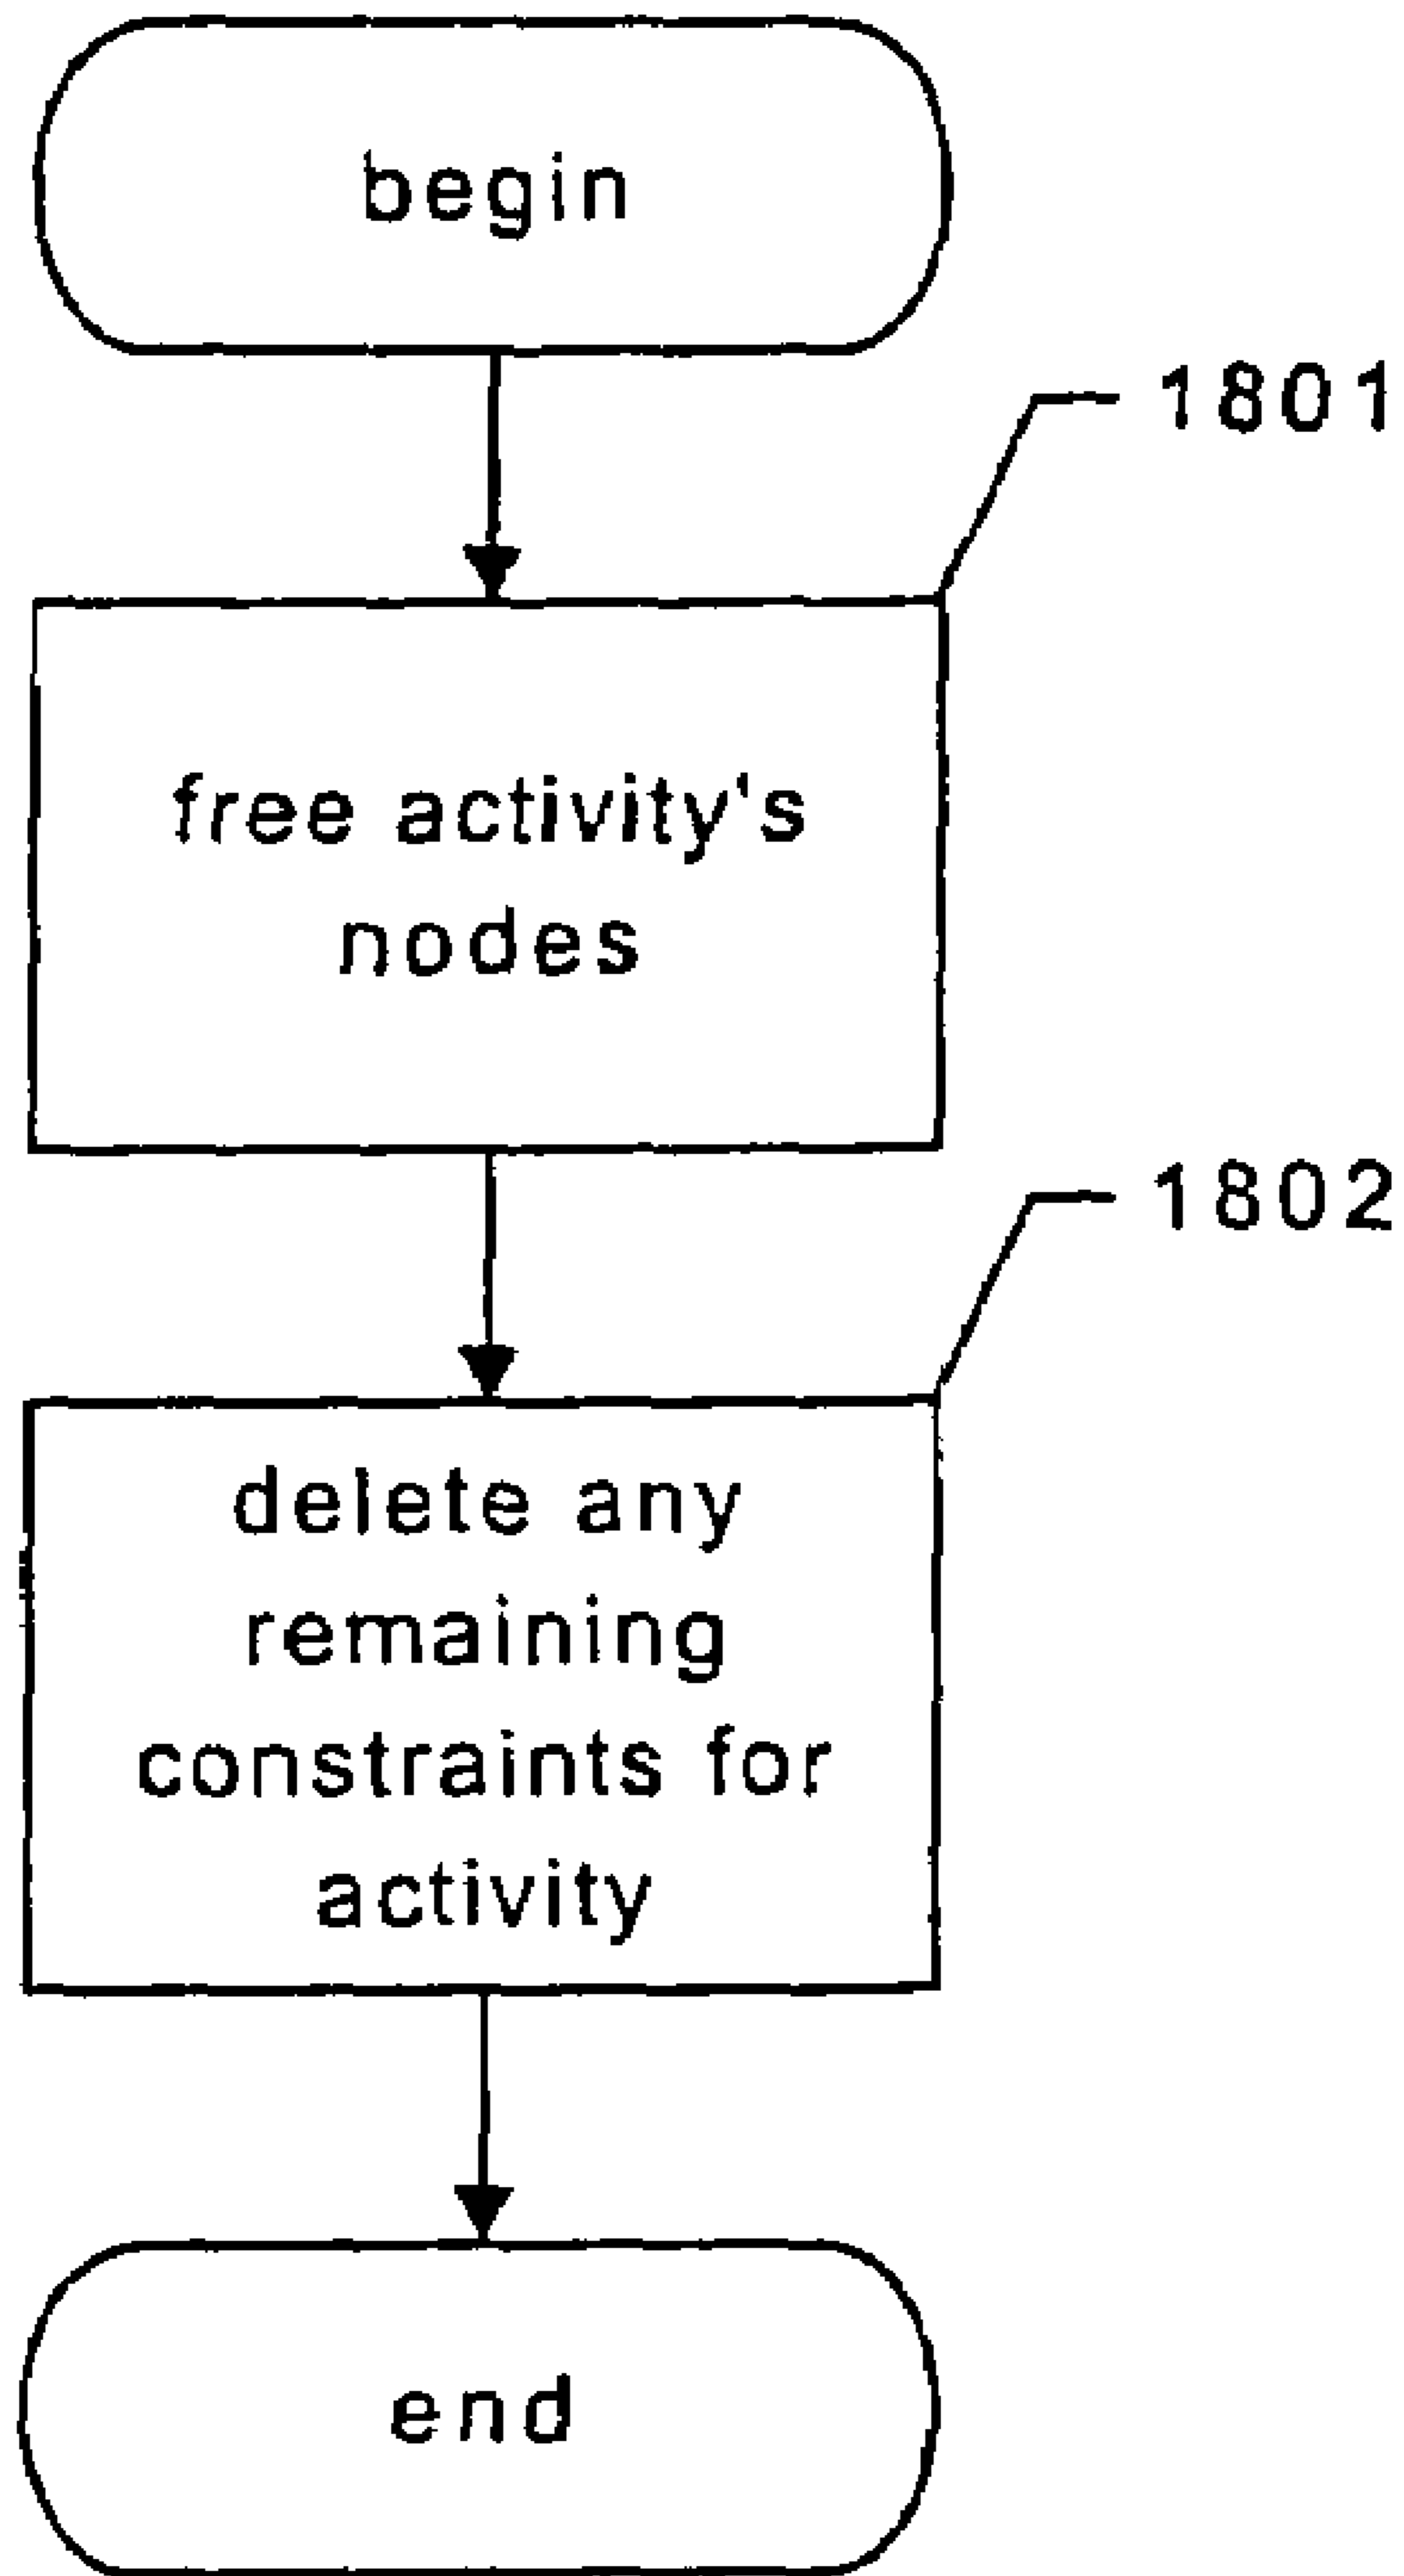 begin
1801
free activity's
nodes
1802
delete any
remaining
constraints for
activity
end